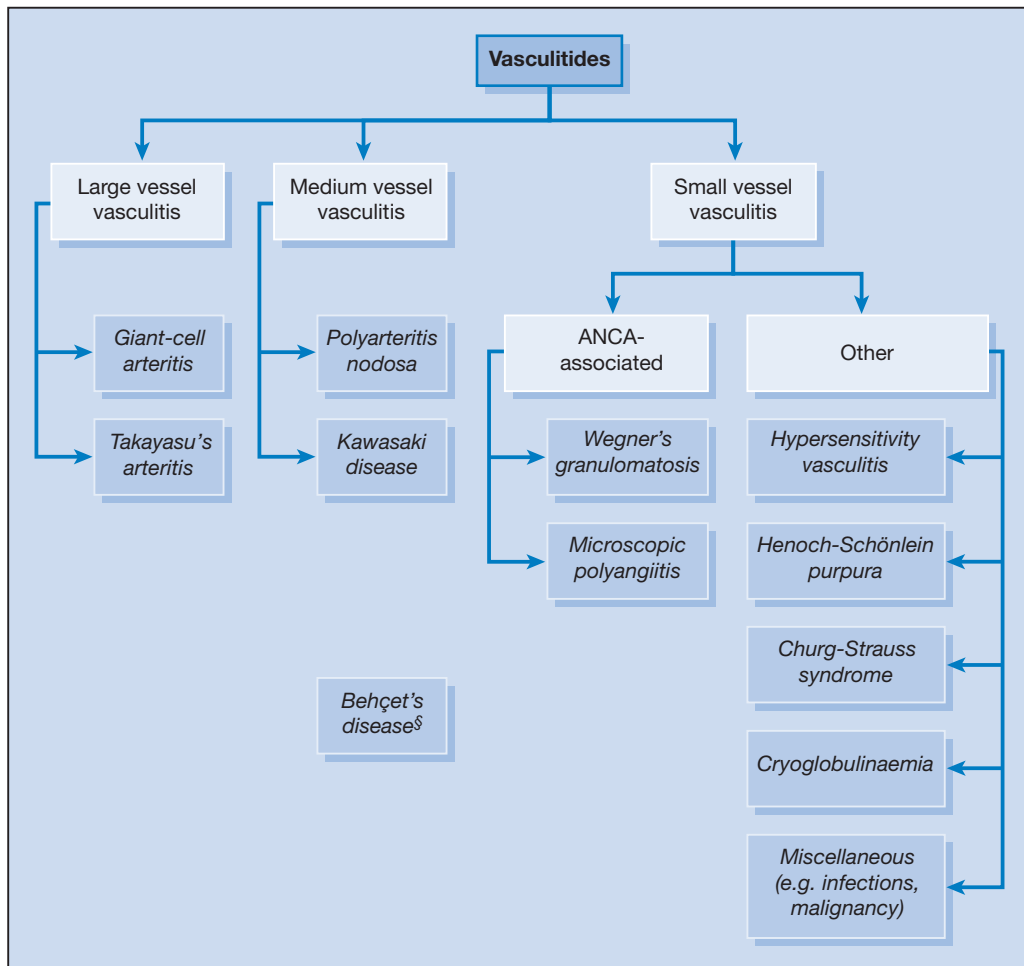 Vasculitides
Large vessel
vasculitis
Medium vessel
vasculitis
Small vessel
vasculitis
Giant-cell
arteritis
Takayasu's
arteritis
Polyarteritis
nodosa
Kawasaki
disease
Behçet's
disease§
ANCA-
associated
Wegner's
granulomatosis
Microscopic
polyangiitis
Other
Hypersensitivity
vasculitis
Henoch-Schönlein
purpura
Churg-Strauss
syndrome
Cryoglobulinaemia
Miscellaneous
(e.g. infections,
malignancy)